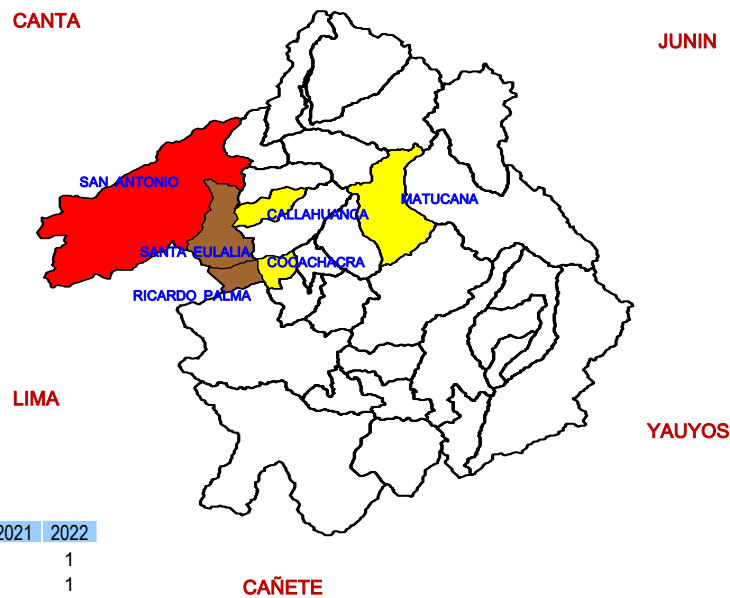 CANTA
JUNIN
SAN ANTONIO
MATUCANA
CALLAHUANCA
SANTA EULALIA
COCACHACRA
RICARDO PALMA
LIMA
YAUYOS
2021 2022
1
1
CAÑETE